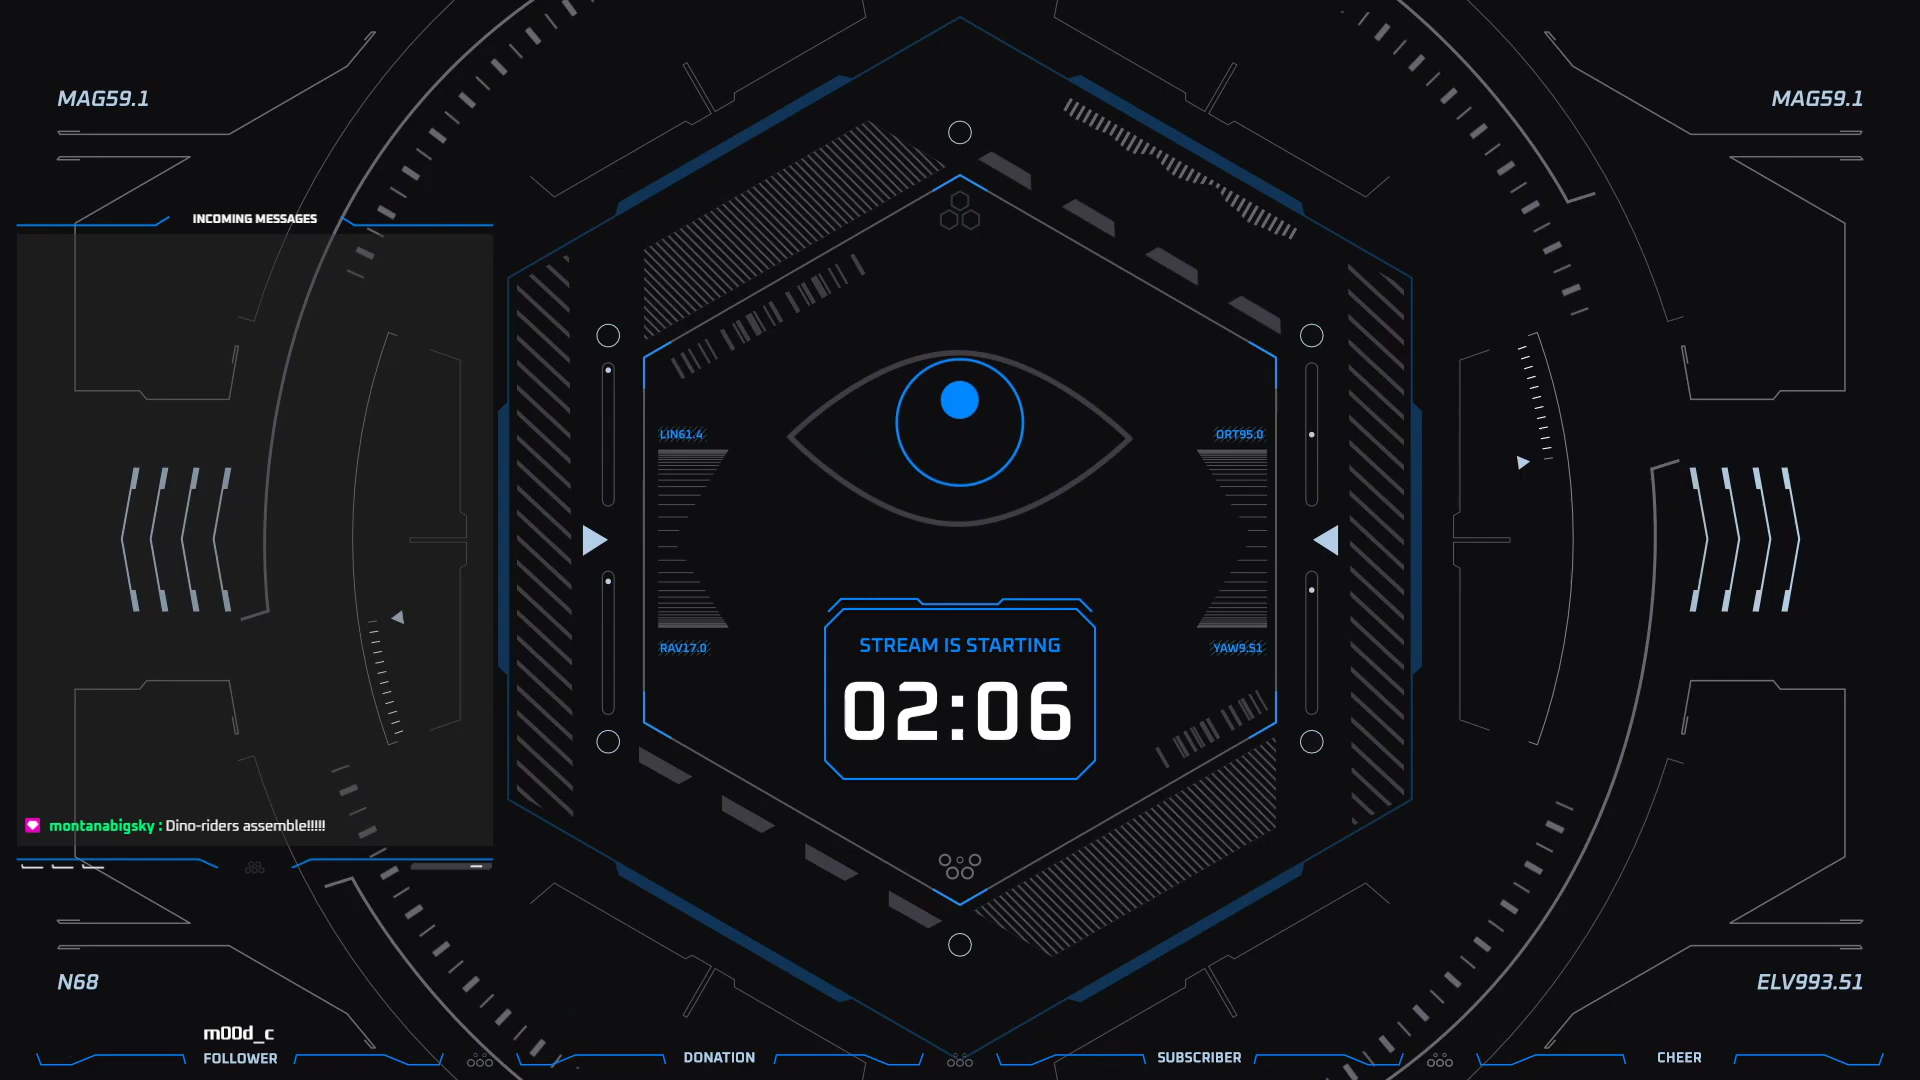 MAG59.1
MAG59.1
INCOMING MESSAGES
LIN61.4
ORT95.0
RAV17.0
YAW9.51
STREAM IS STARTING
02:06
montanabigsky : Dino-riders assemble!!!!!
N68
ELV993.51
m00d_c
FOLLOWER
DONATION
SUBSCRIBER
CHEER